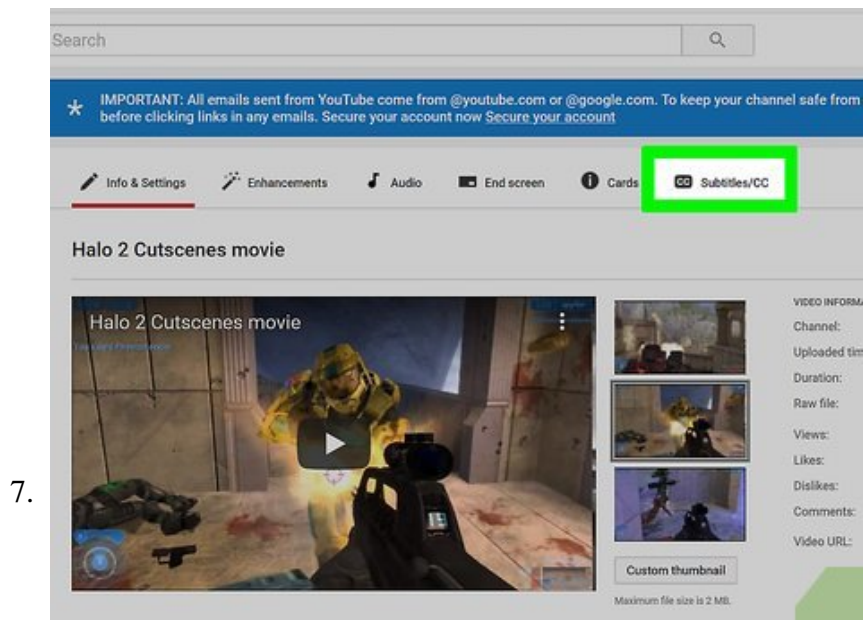 Search
IMPORTANT: All emails sent from YouTube come from @youtube.com or @google.com. To keep your channel safe from
before clicking links in any emails. Secure your account now Secure your account
Info & Settings Enhancements Audio End screen Cards CC Subtitles/CC
Halo 2 Cutscenes movie
Halo 2 Cutscenes movie
VIDEO INFORMA
Channel:
Uploaded tim
Duration:
Raw file:
Views:
Likes:
Dislikes:
Comments:
Video URL:
7.
Custom thumbnail
Maximum file size is 2 MB.